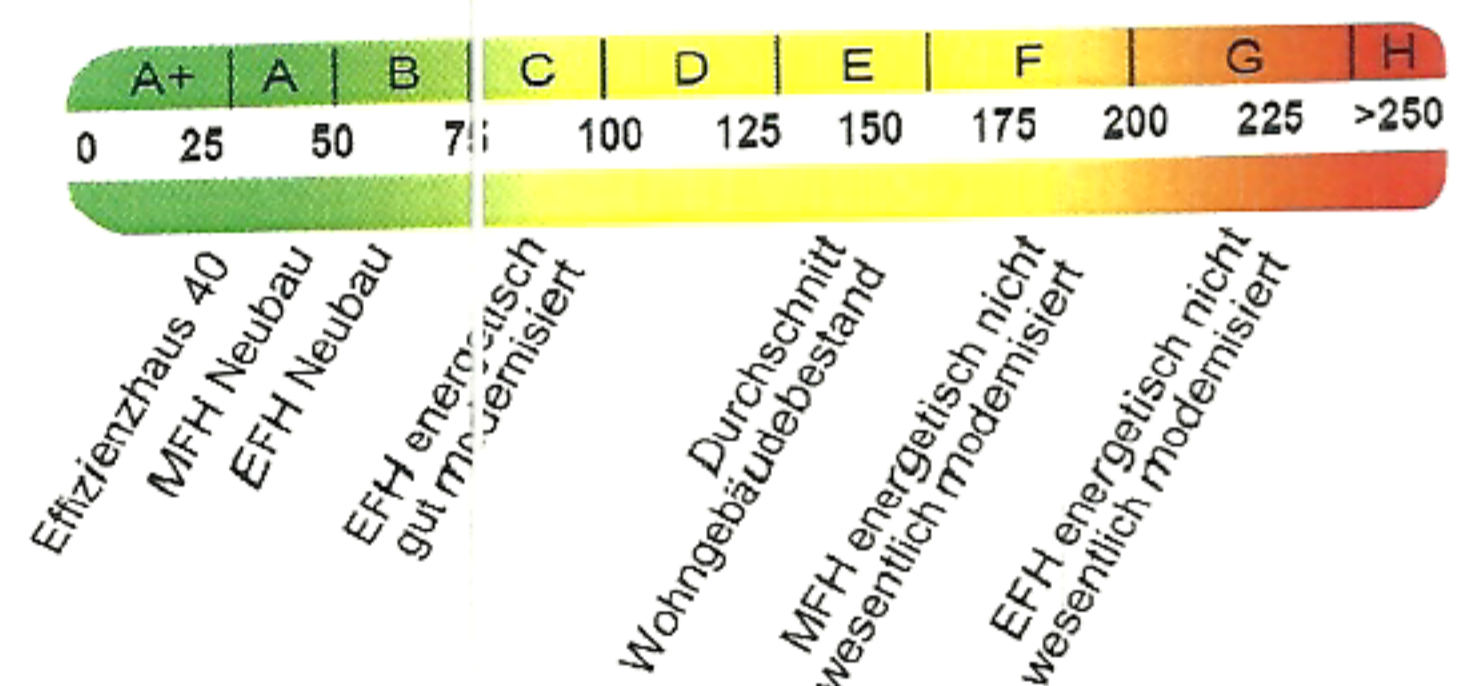 A+ A B C D E F G H
0 25 50 75 100 125 150 175 200 225 >250
Effizienzhaus 40
MFH Neubau
EFH Neubau
EFH energetisch
gut modernisiert
Durchschnitt
Wohngebäudebestand
MFH energetisch nicht
wesentlich modernisiert
EFH energetisch nicht
wesentlich modernisiert